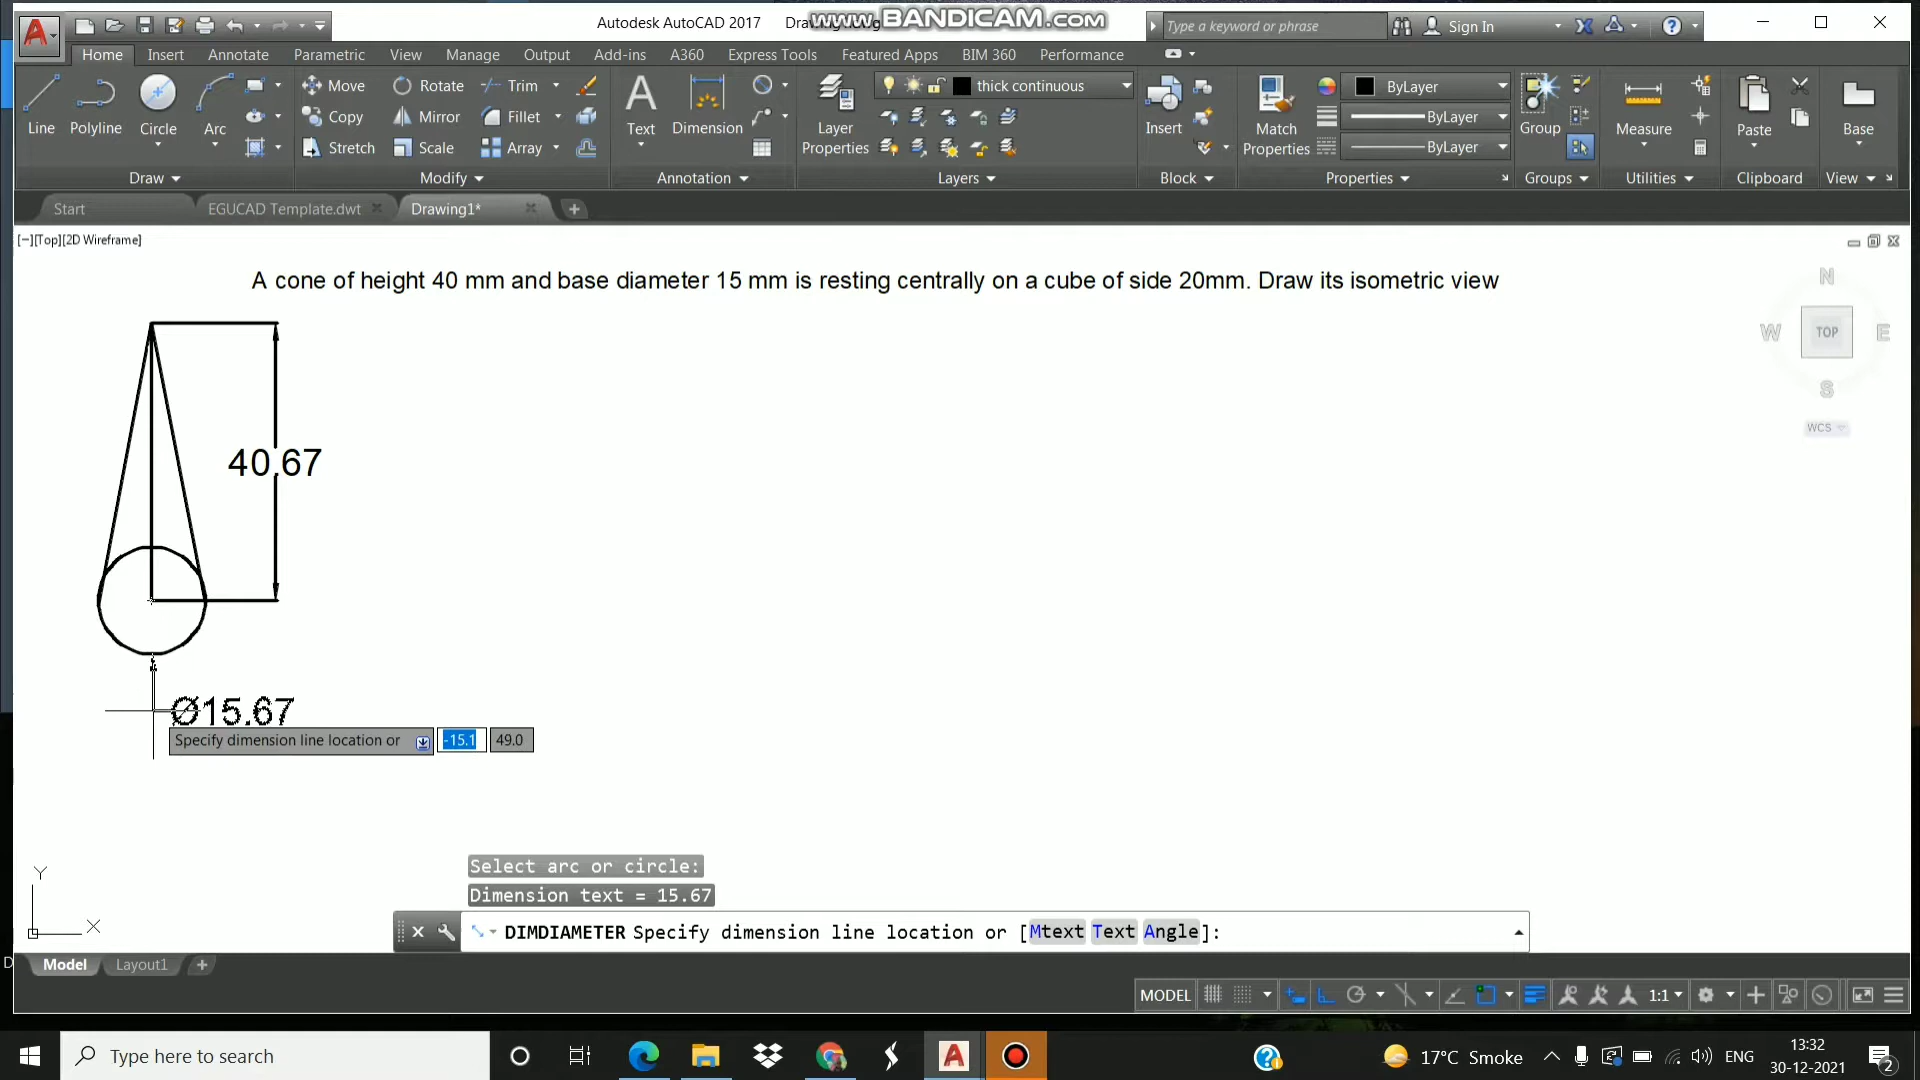 Autodesk AutoCAD 2017
www.BANDICAM.com
Type a keyword or phrase
Sign In
Home Insert Annotate Parametric View Manage Output Add-ins A360 Express Tools Featured Apps BIM 360 Performance
Line Polyline Circle Arc
Move Rotate Trim
Copy Mirror Fillet
Stretch Scale Array
Text Dimension
Layer
Properties
thick continuous
Insert
Match
Properties
ByLayer
ByLayer
ByLayer
Group Measure Paste Base
Draw Modify Annotation Layers Block Properties Groups Utilities Clipboard View
Start EGUCAD Template.dwt Drawing1*
[−][Top][2D Wireframe]
A cone of height 40 mm and base diameter 15 mm is resting centrally on a cube of side 20mm. Draw its isometric view
N
W TOP E
S
WCS
40.67
Ø15.67
Specify dimension line location or -15.1 49.0
Y
X
Select arc or circle:
Dimension text = 15.67
DIMDIAMETER Specify dimension line location or [Mtext Text Angle]:
Model Layout1
MODEL 1:1
Type here to search
17°C Smoke
ENG
13:32
30-12-2021
2